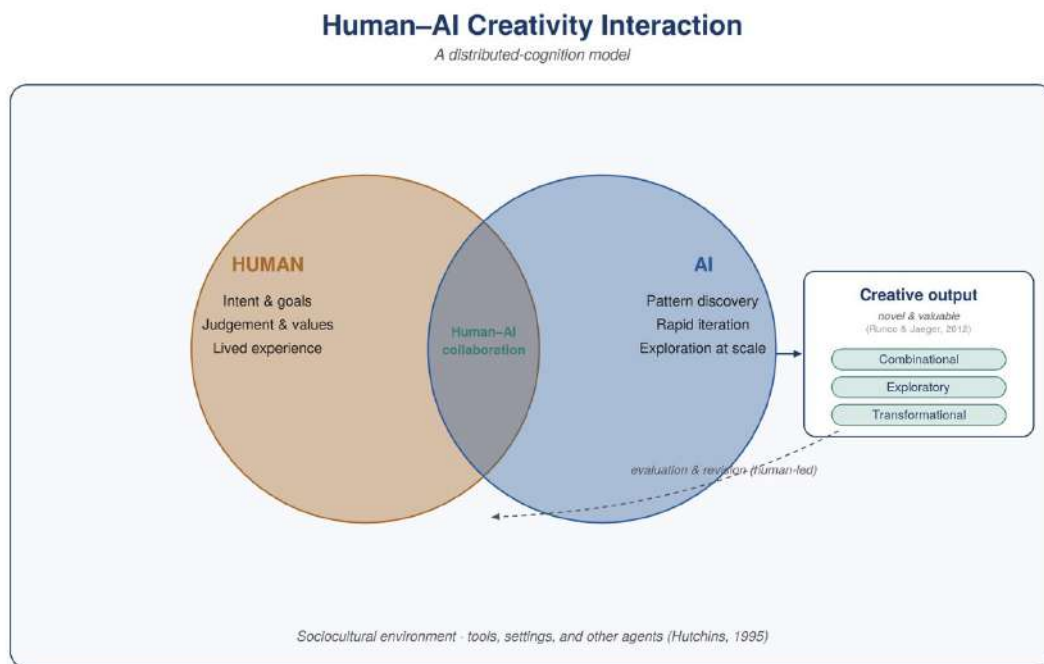 Human–AI Creativity Interaction
A distributed-cognition model
HUMAN
Intent & goals
Judgement & values
Lived experience
Human–AI
collaboration
AI
Pattern discovery
Rapid iteration
Exploration at scale
Creative output
novel & valuable
(Runco & Jaeger, 2012)
Combinational
Exploratory
Transformational
evaluation & revision (human-led)
Sociocultural environment · tools, settings, and other agents (Hutchins, 1995)